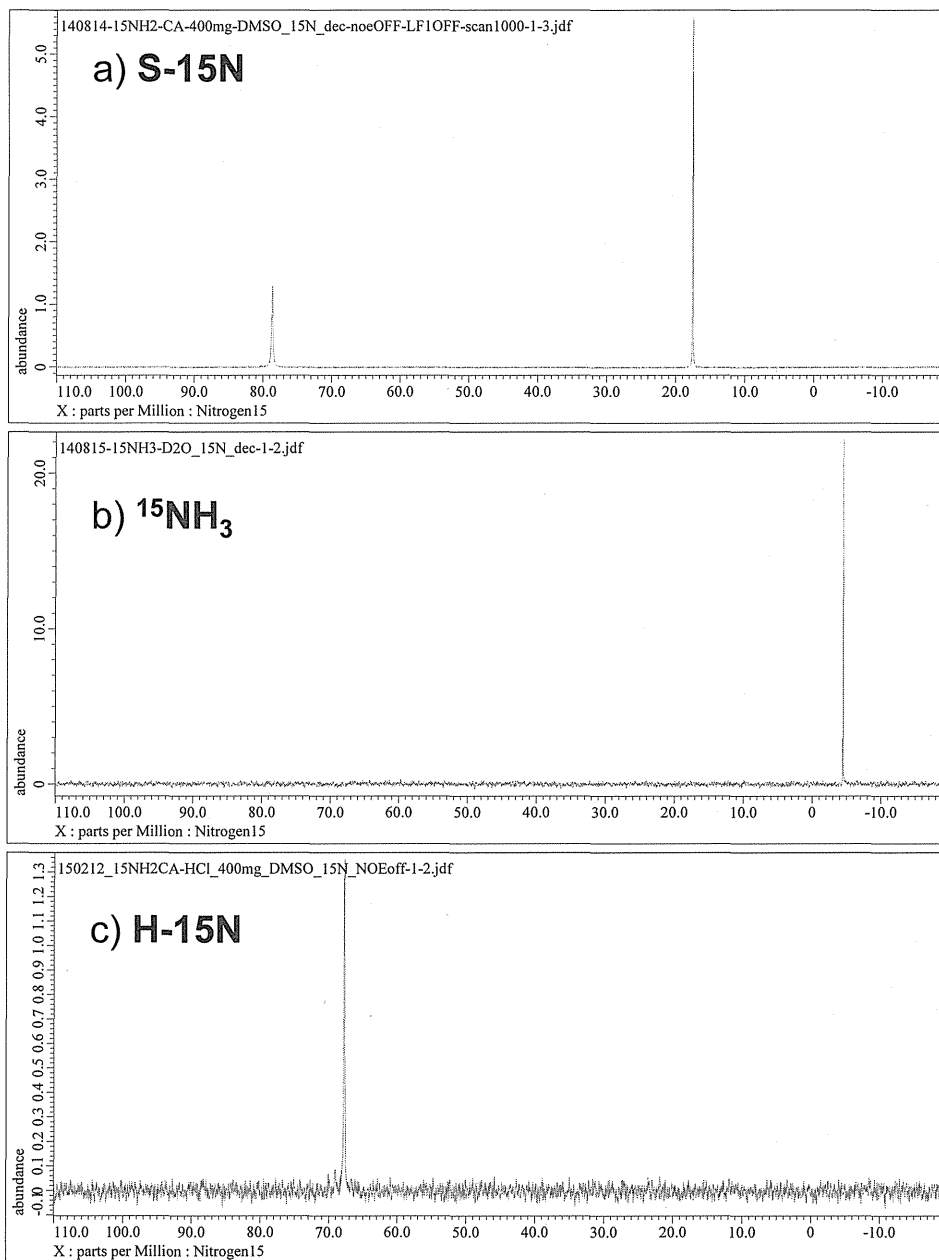 140814-15NH2-CA-400mg-DMSO_15N_dec-noeOFF-LF1OFF-scan1000-1-3.jdf
a) S-15N
5.0
4.0
3.0
2.0
1.0
0
abundance
110.0 100.0 90.0 80.0 70.0 60.0 50.0 40.0 30.0 20.0 10.0 0 -10.0
X : parts per Million : Nitrogen15
140815-15NH3-D2O_15N_dec-1-2.jdf
b) ¹⁵NH₃
20.0
10.0
0
abundance
110.0 100.0 90.0 80.0 70.0 60.0 50.0 40.0 30.0 20.0 10.0 0 -10.0
X : parts per Million : Nitrogen15
150212_15NH2CA-HCl_400mg_DMSO_15N_NOEoff-1-2.jdf
c) H-15N
1.3
1.2
1.1
1.0
0.9
0.8
0.7
0.6
0.5
0.4
0.3
0.2
0.1
0
-0.1
abundance
110.0 100.0 90.0 80.0 70.0 60.0 50.0 40.0 30.0 20.0 10.0 0 -10.0
X : parts per Million : Nitrogen15